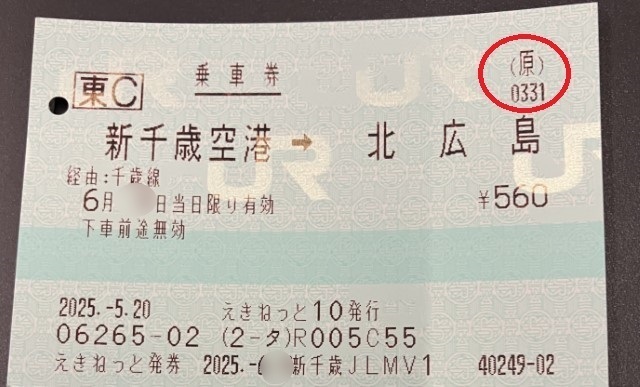 乗車券
(原)
0331
東C
新千歳空港 → 北広島
経由:千歳線
6月 日当日限り有効 ¥560
下車前途無効
2025.-5.20 えきねっと10発行
06265-02 (2-タ)R005C55
えきねっと発券 2025.- 新千歳JLMV1 40249-02